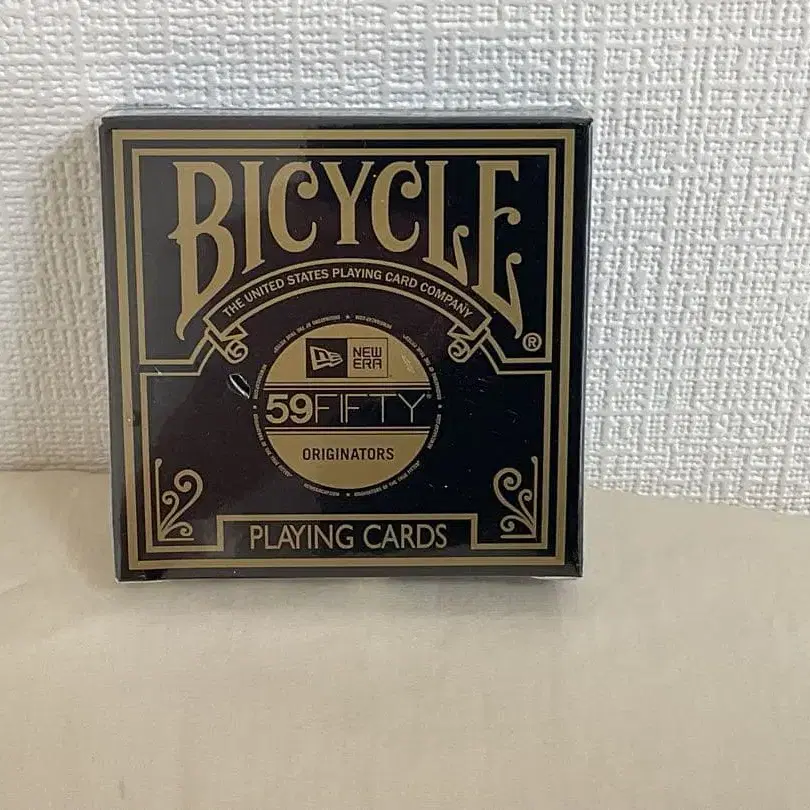 BICYCLE
THE UNITED STATES PLAYING CARD COMPANY
®
NEW
ERA
59FIFTY®
ORIGINATORS
PLAYING CARDS